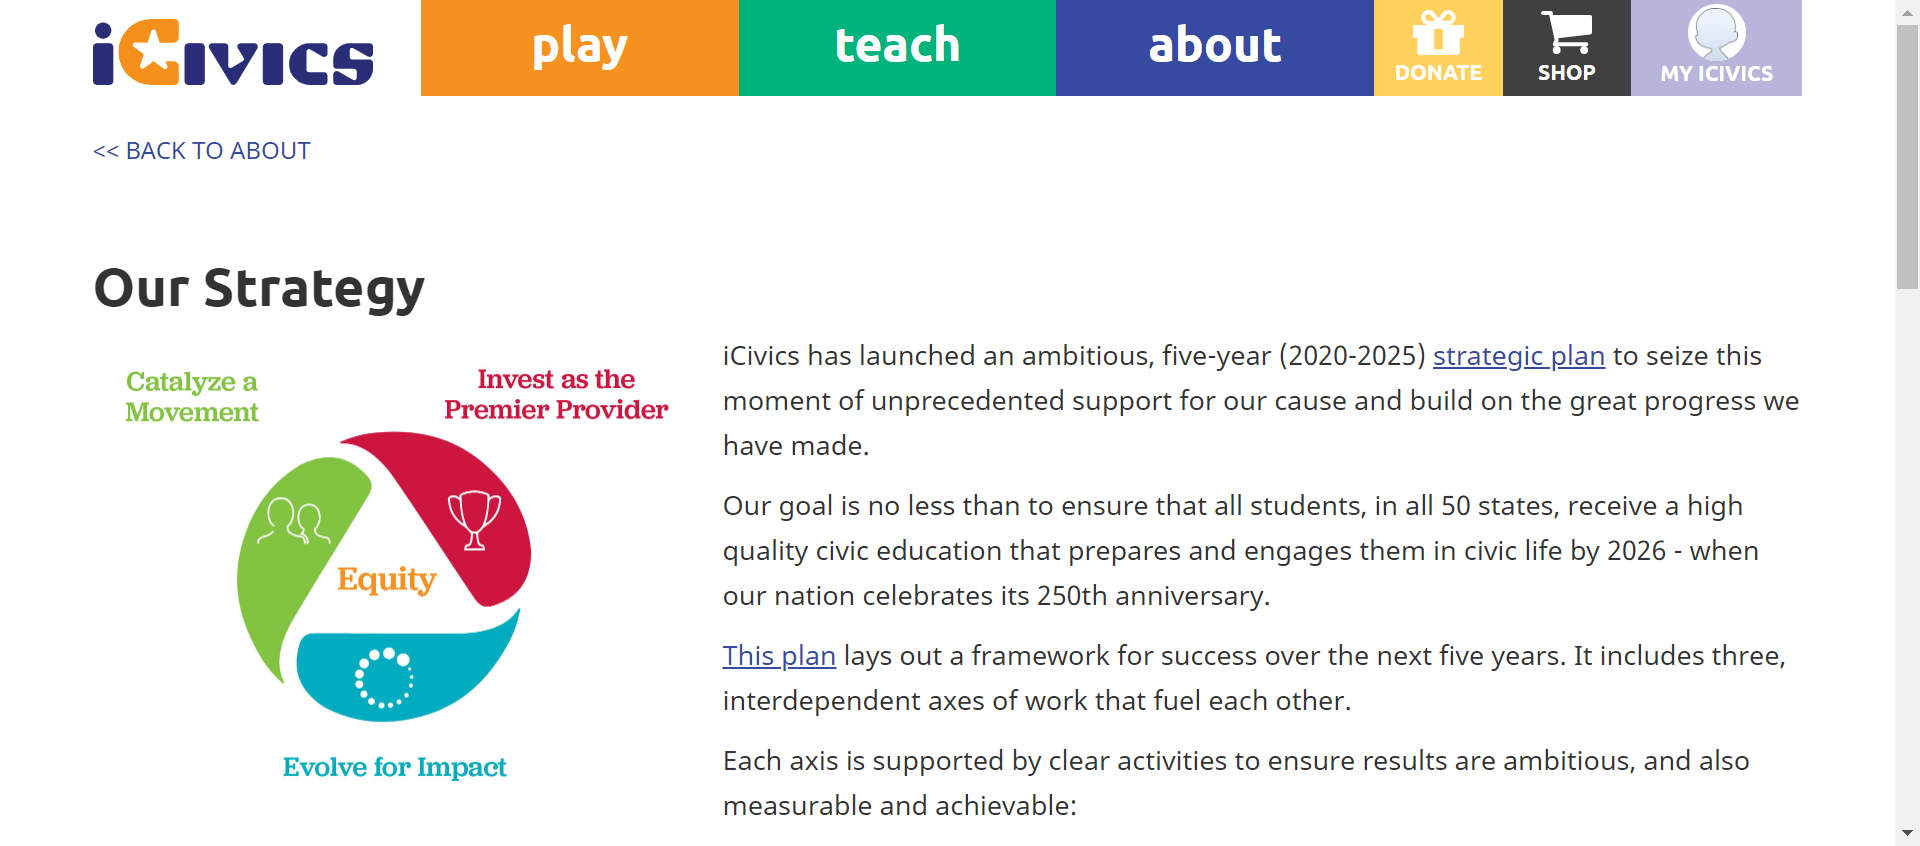 iCivics
play
teach
about
DONATE
SHOP
MY ICIVICS
<< BACK TO ABOUT
Our Strategy
Catalyze a
Movement
Invest as the
Premier Provider
Equity
Evolve for Impact
iCivics has launched an ambitious, five-year (2020-2025) strategic plan to seize this
moment of unprecedented support for our cause and build on the great progress we
have made.
Our goal is no less than to ensure that all students, in all 50 states, receive a high
quality civic education that prepares and engages them in civic life by 2026 - when
our nation celebrates its 250th anniversary.
This plan lays out a framework for success over the next five years. It includes three,
interdependent axes of work that fuel each other.
Each axis is supported by clear activities to ensure results are ambitious, and also
measurable and achievable: